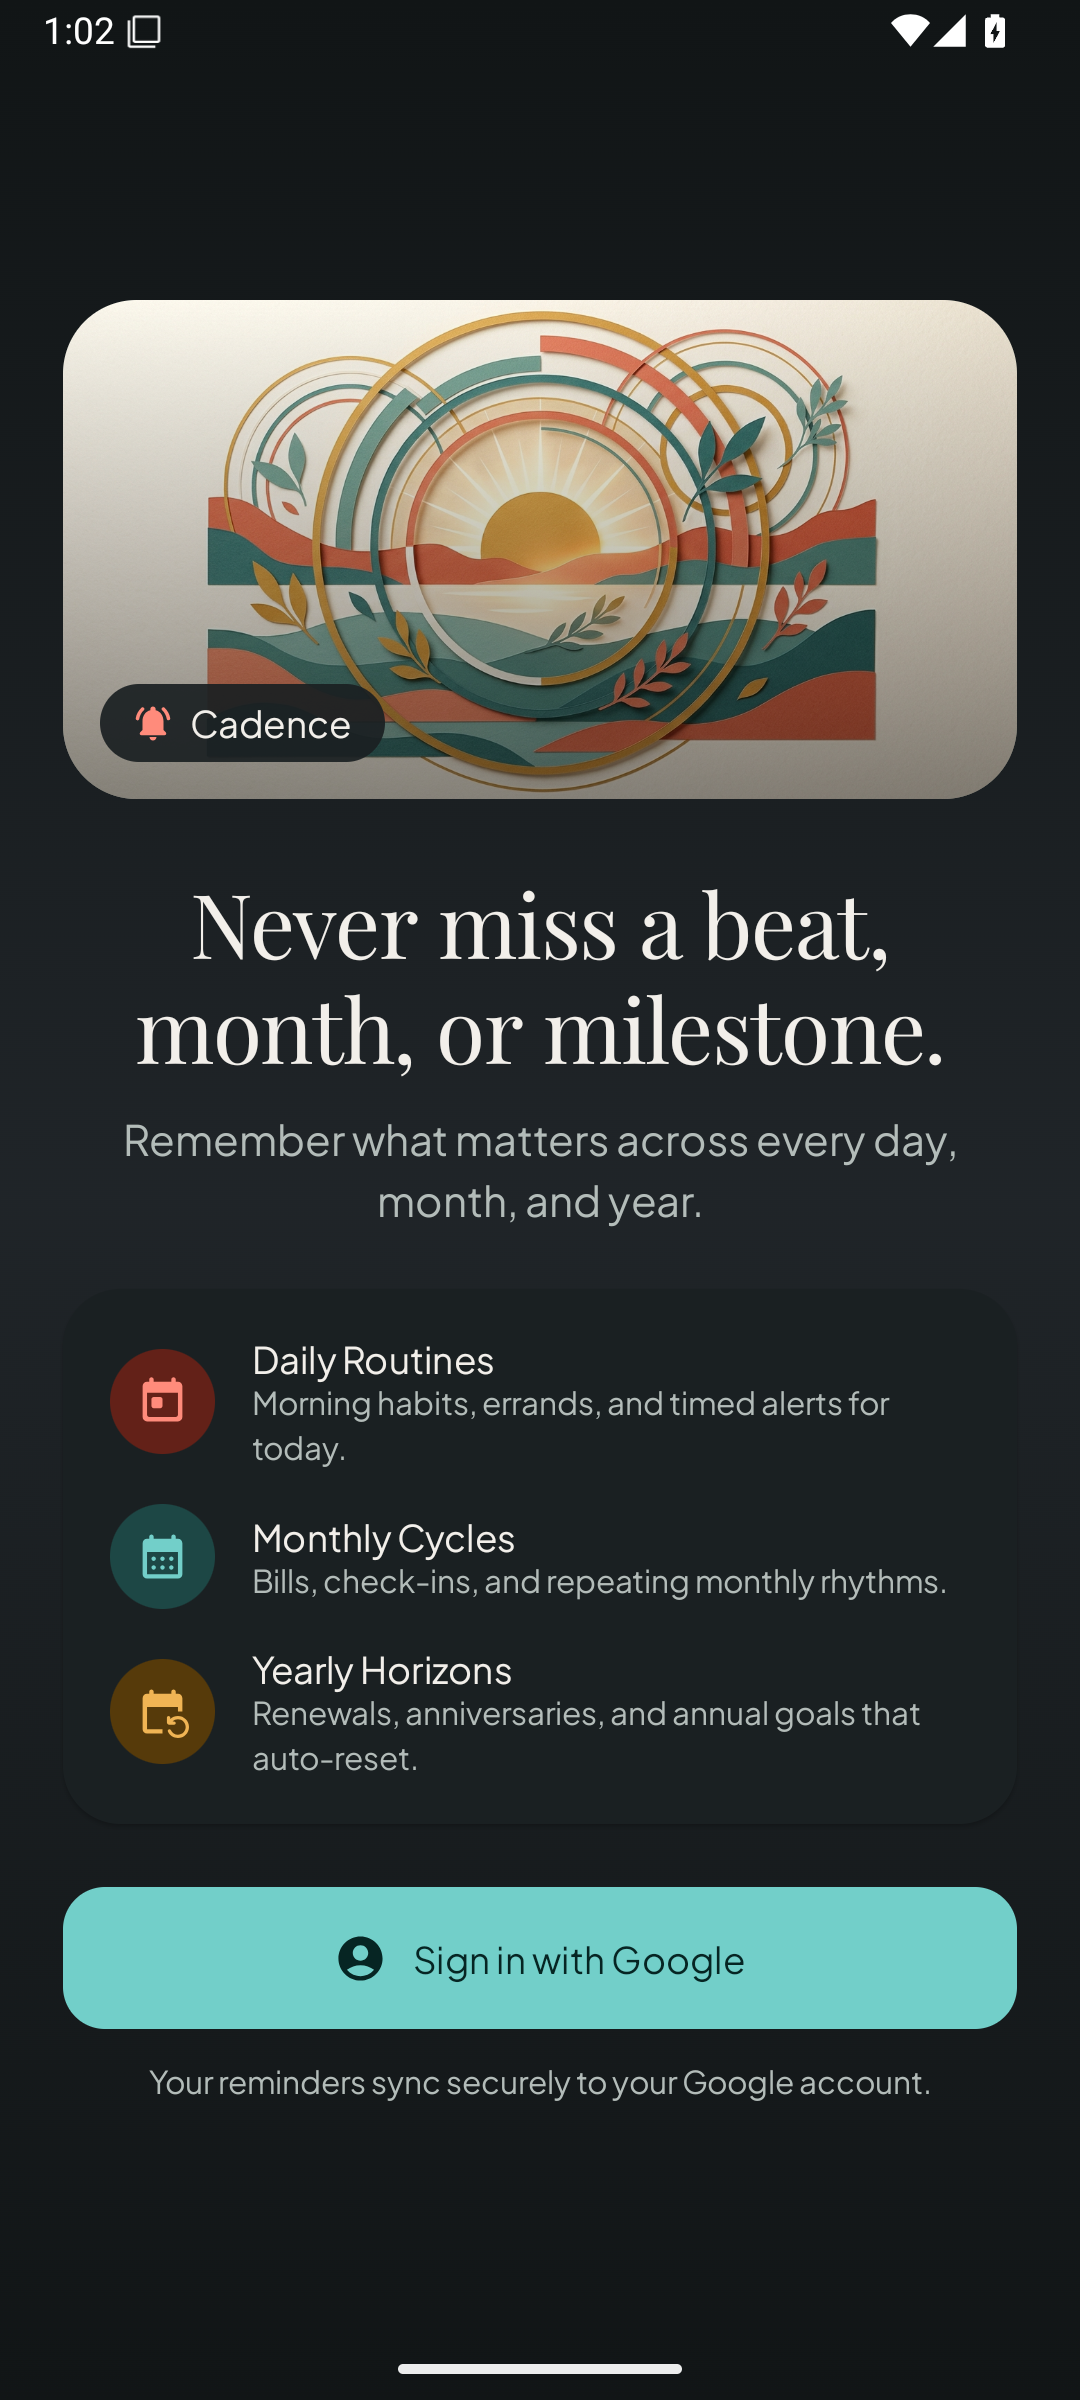 1:02
Cadence
Never miss a beat,
month, or milestone.
Remember what matters across every day,
month, and year.
Daily Routines
Morning habits, errands, and timed alerts for
today.
Monthly Cycles
Bills, check-ins, and repeating monthly rhythms.
Yearly Horizons
Renewals, anniversaries, and annual goals that
auto-reset.
Sign in with Google
Your reminders sync securely to your Google account.